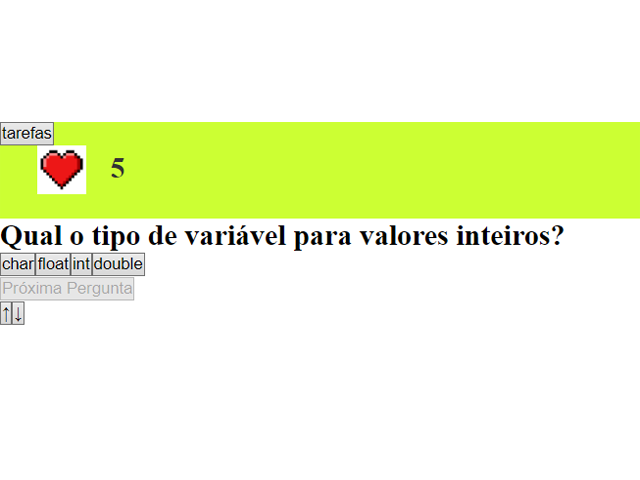 tarefas
5
Qual o tipo de variável para valores inteiros?
char float int double
Próxima Pergunta
↑ ↓